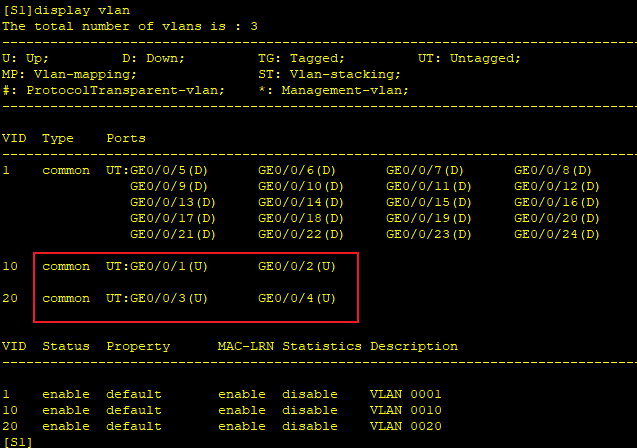 [S1]display vlan
The total number of vlans is : 3
--------------------------------------------------------------------------------
U: Up;         D: Down;         TG: Tagged;         UT: Untagged;
MP: Vlan-mapping;               ST: Vlan-stacking;
#: ProtocolTransparent-vlan;    *: Management-vlan;
--------------------------------------------------------------------------------
VID  Type    Ports
--------------------------------------------------------------------------------
1    common  UT:GE0/0/5(D)      GE0/0/6(D)      GE0/0/7(D)      GE0/0/8(D)
GE0/0/9(D)      GE0/0/10(D)     GE0/0/11(D)     GE0/0/12(D)
GE0/0/13(D)     GE0/0/14(D)     GE0/0/15(D)     GE0/0/16(D)
GE0/0/17(D)     GE0/0/18(D)     GE0/0/19(D)     GE0/0/20(D)
GE0/0/21(D)     GE0/0/22(D)     GE0/0/23(D)     GE0/0/24(D)
10   common  UT:GE0/0/1(U)      GE0/0/2(U)
20   common  UT:GE0/0/3(U)      GE0/0/4(U)
VID  Status  Property      MAC-LRN Statistics Description
--------------------------------------------------------------------------------
1    enable  default       enable  disable    VLAN 0001
10   enable  default       enable  disable    VLAN 0010
20   enable  default       enable  disable    VLAN 0020
[S1]